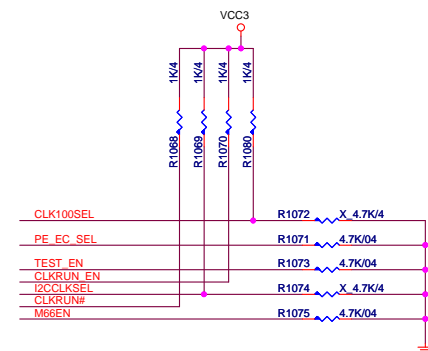 VCC3
1K/4
1K/4
1K/4
1K/4
R1068
R1069
R1070
R1080
CLK100SEL
R1072
X_4.7K/4
PE_EC_SEL
R1071
4.7K/04
TEST_EN
R1073
4.7K/04
CLKRUN_EN
I2CCLKSEL
R1074
X_4.7K/4
CLKRUN#
M66EN
R1075
4.7K/04